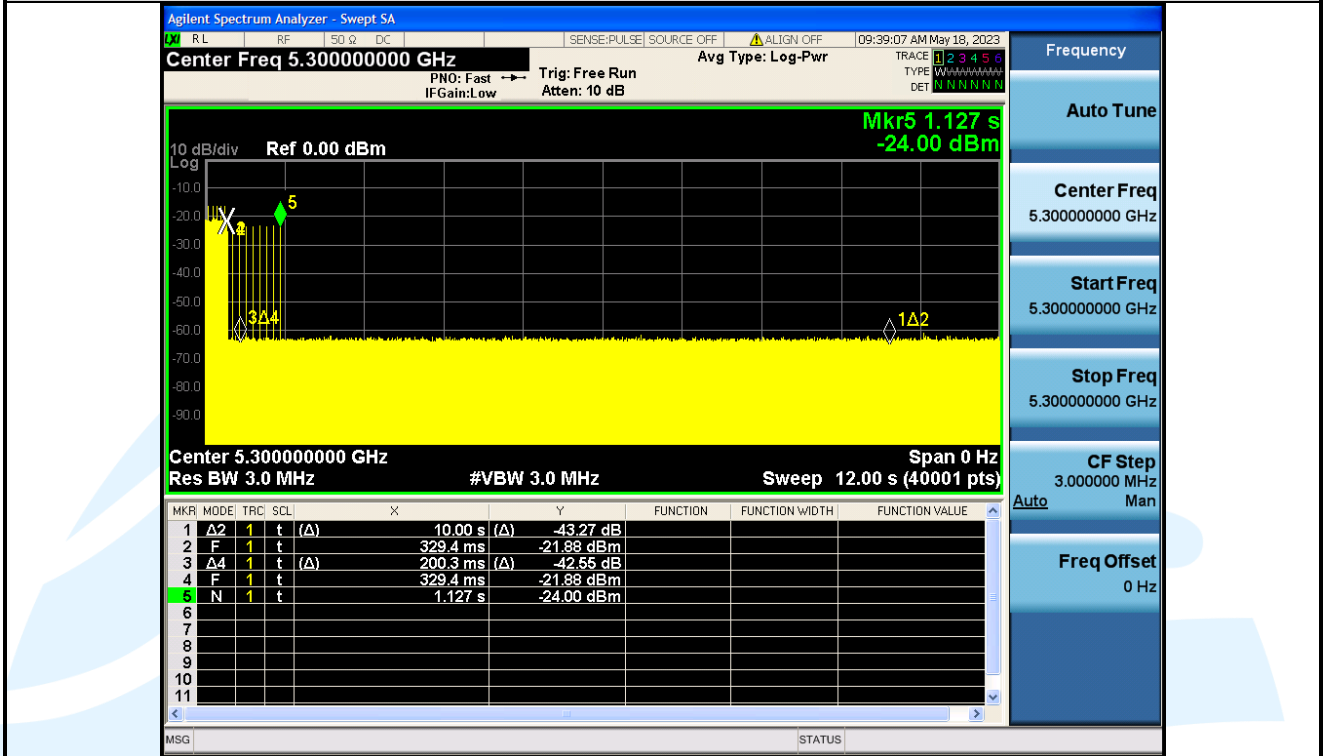 Agilent Spectrum Analyzer - Swept SA
LXI RL RF 50 Ω DC SENSE:PULSE SOURCE OFF ALIGN OFF 09:39:07 AM May 18, 2023
Center Freq 5.300000000 GHz Avg Type: Log-Pwr TRACE 1 2 3 4 5 6
PNO: Fast Trig: Free Run TYPE WWWWWW
IFGain:Low Atten: 10 dB DET N N N N N N
Mkr5 1.127 s
-24.00 dBm
10 dB/div Ref 0.00 dBm
Log
-10.0
-20.0
-30.0
-40.0
-50.0
-60.0
-70.0
-80.0
-90.0
5
3Δ4
1Δ2
Center 5.300000000 GHz Span 0 Hz
Res BW 3.0 MHz #VBW 3.0 MHz Sweep 12.00 s (40001 pts)
MKR MODE TRC SCL X Y FUNCTION FUNCTION WIDTH FUNCTION VALUE
1 Δ2 1 t (Δ) 10.00 s (Δ) -43.27 dB
2 F 1 t 329.4 ms -21.88 dBm
3 Δ4 1 t (Δ) 200.3 ms (Δ) -42.55 dB
4 F 1 t 329.4 ms -21.88 dBm
5 N 1 t 1.127 s -24.00 dBm
6
7
8
9
10
11
MSG STATUS
Frequency
Auto Tune
Center Freq
5.300000000 GHz
Start Freq
5.300000000 GHz
Stop Freq
5.300000000 GHz
CF Step
3.000000 MHz
Auto Man
Freq Offset
0 Hz